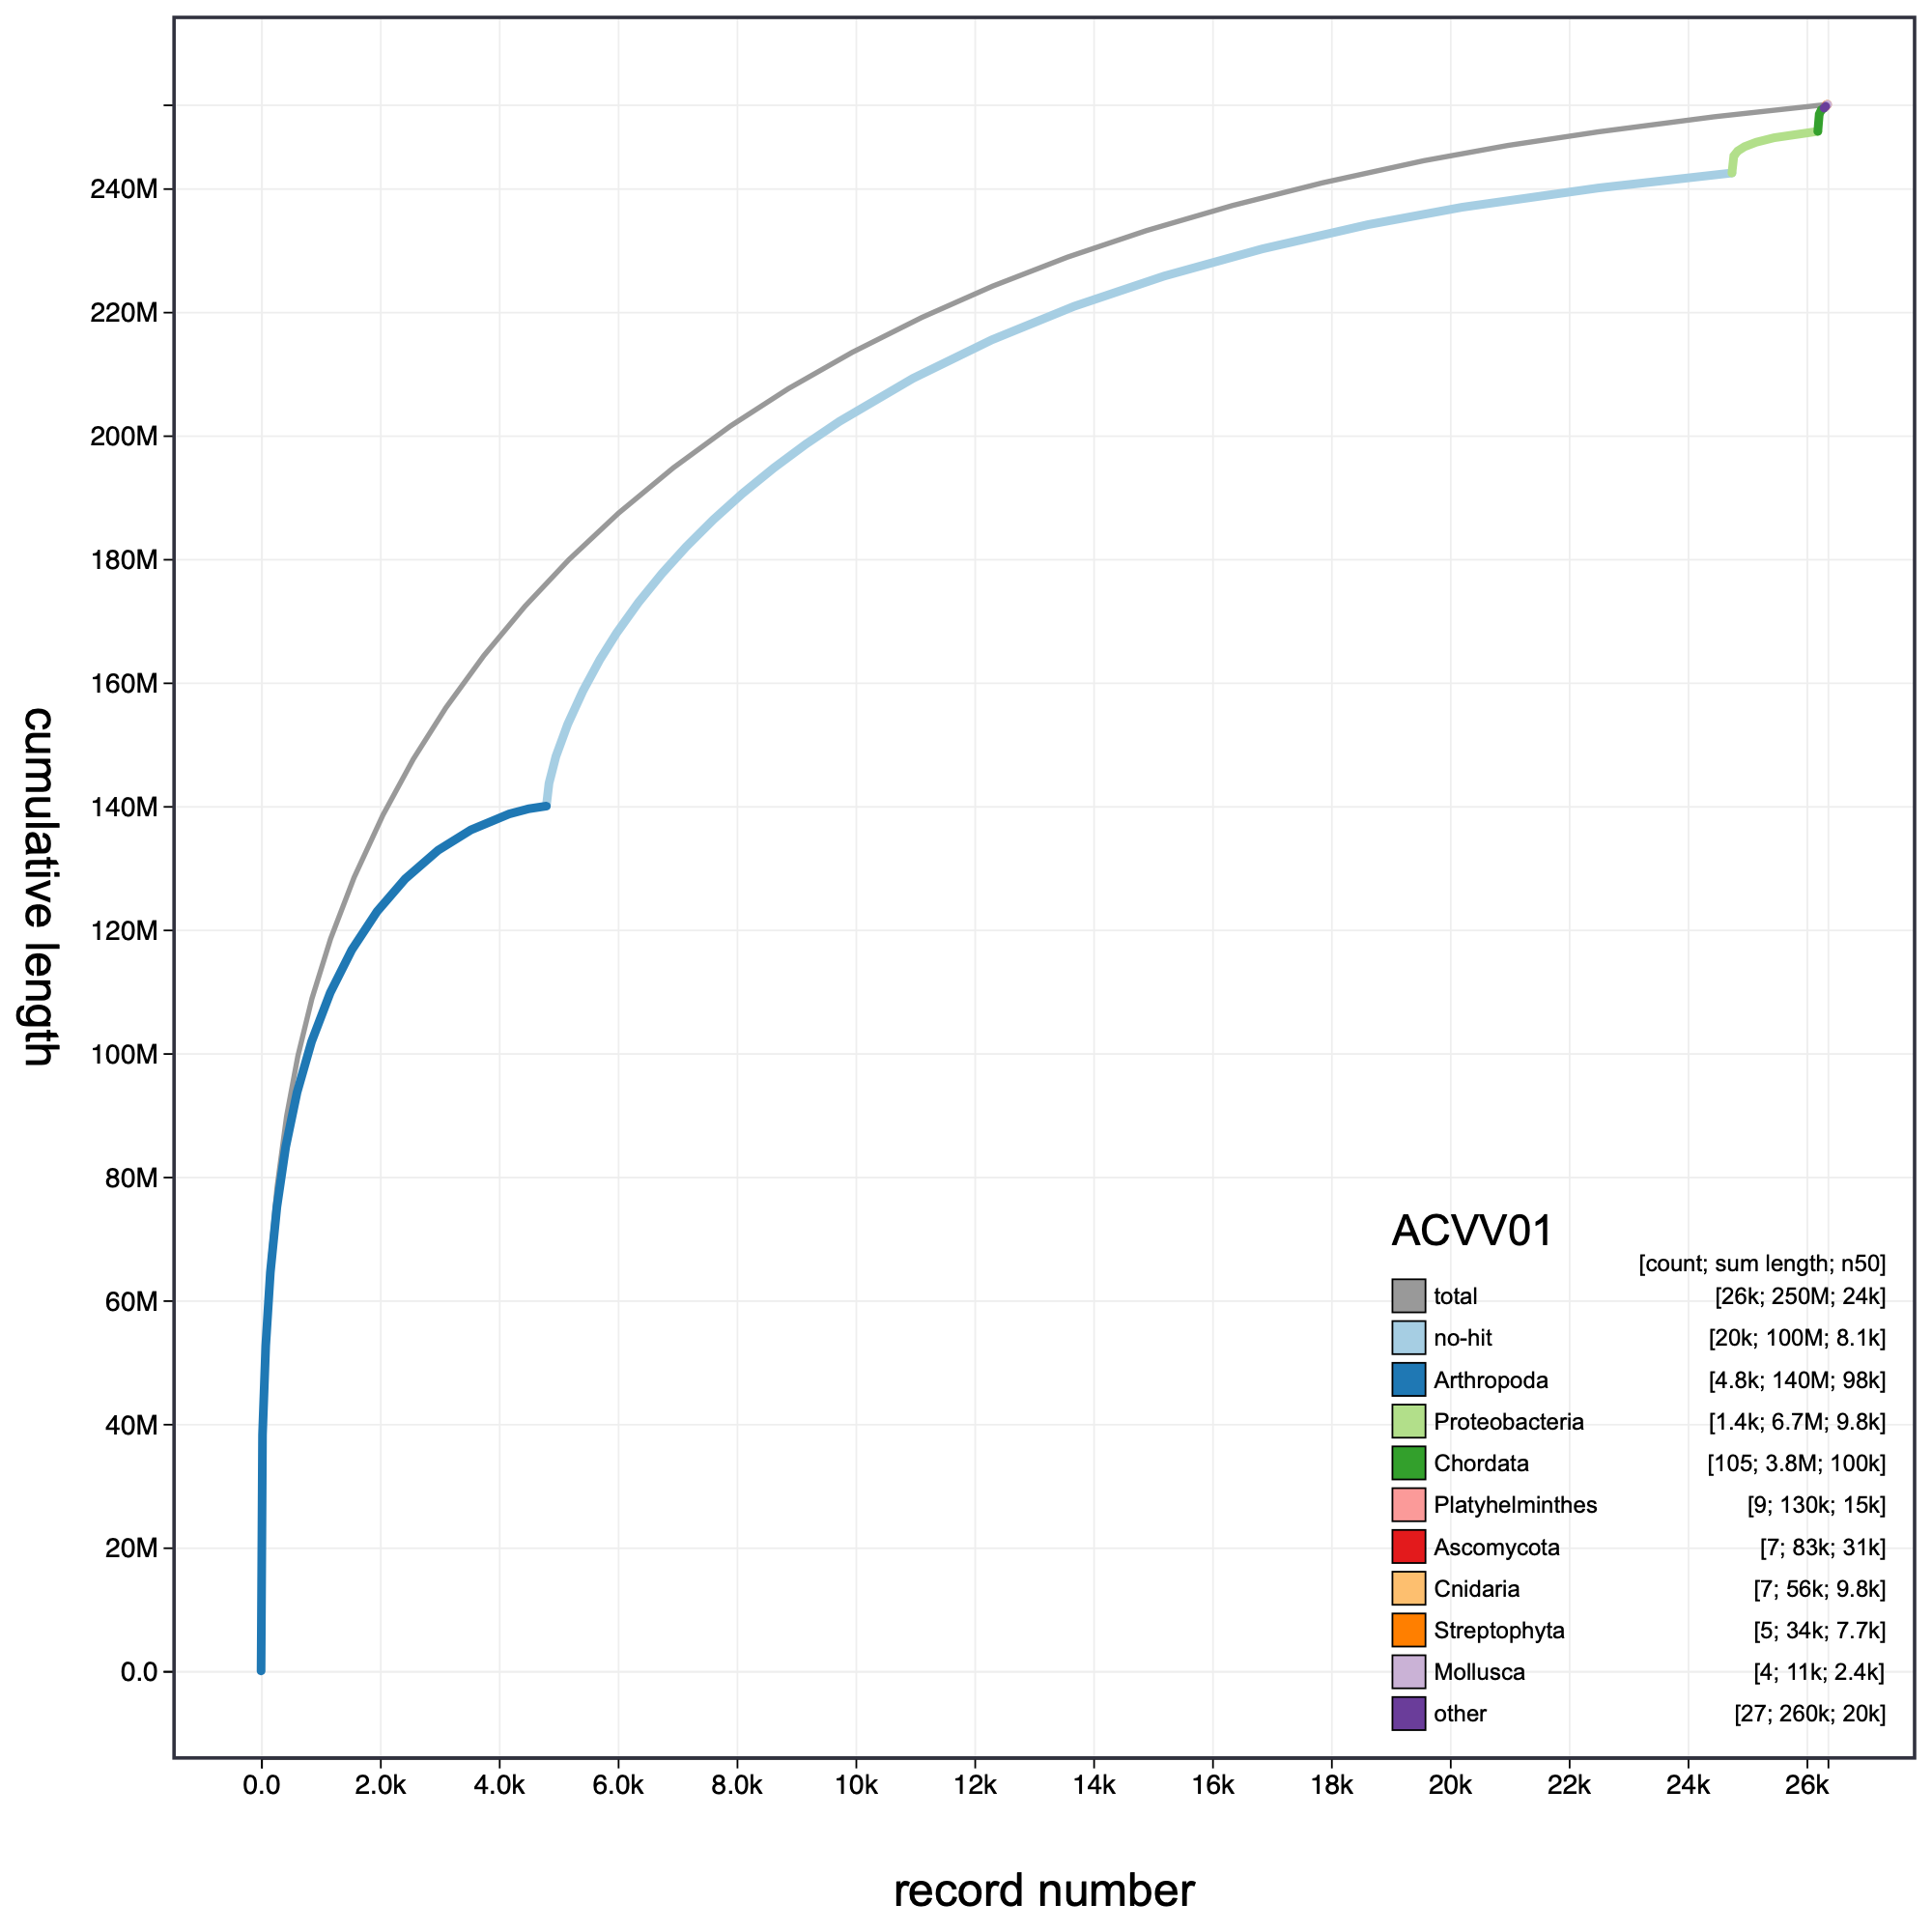 cumulative length
240M
220M
200M
180M
160M
140M
120M
100M
80M
60M
40M
20M
0.0
ACVV01
[count; sum length; n50]
total [26k; 250M; 24k]
no-hit [20k; 100M; 8.1k]
Arthropoda [4.8k; 140M; 98k]
Proteobacteria [1.4k; 6.7M; 9.8k]
Chordata [105; 3.8M; 100k]
Platyhelminthes [9; 130k; 15k]
Ascomycota [7; 83k; 31k]
Cnidaria [7; 56k; 9.8k]
Streptophyta [5; 34k; 7.7k]
Mollusca [4; 11k; 2.4k]
other [27; 260k; 20k]
0.0 2.0k 4.0k 6.0k 8.0k 10k 12k 14k 16k 18k 20k 22k 24k 26k
record number